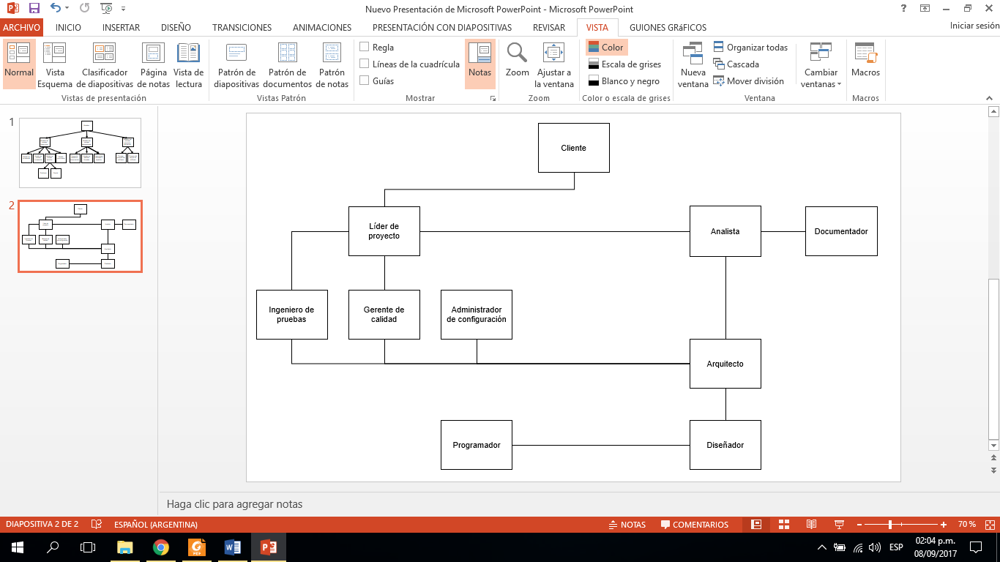 Nuevo Presentación de Microsoft PowerPoint - Microsoft PowerPoint
ARCHIVO INICIO INSERTAR DISEÑO TRANSICIONES ANIMACIONES PRESENTACIÓN CON DIAPOSITIVAS REVISAR VISTA GUIONES GRáFICOS Iniciar sesión
Normal
Vista Esquema
Clasificador de diapositivas
Página de notas
Vista de lectura
Vistas de presentación
Patrón de diapositivas
Patrón de documentos
Patrón de notas
Vistas Patrón
Regla
Líneas de la cuadrícula
Guías
Mostrar
Notas
Zoom
Ajustar a la ventana
Zoom
Color
Escala de grises
Blanco y negro
Color o escala de grises
Nueva ventana
Organizar todas
Cascada
Mover división
Cambiar ventanas
Ventana
Macros
Macros
1
2
Cliente
Líder de
proyecto
Analista
Documentador
Ingeniero de
pruebas
Gerente de
calidad
Administrador
de configuración
Arquitecto
Programador
Diseñador
Haga clic para agregar notas
DIAPOSITIVA 2 DE 2 ESPAÑOL (ARGENTINA) NOTAS COMENTARIOS 70 %
PDF
ESP
02:04 p.m.
08/09/2017